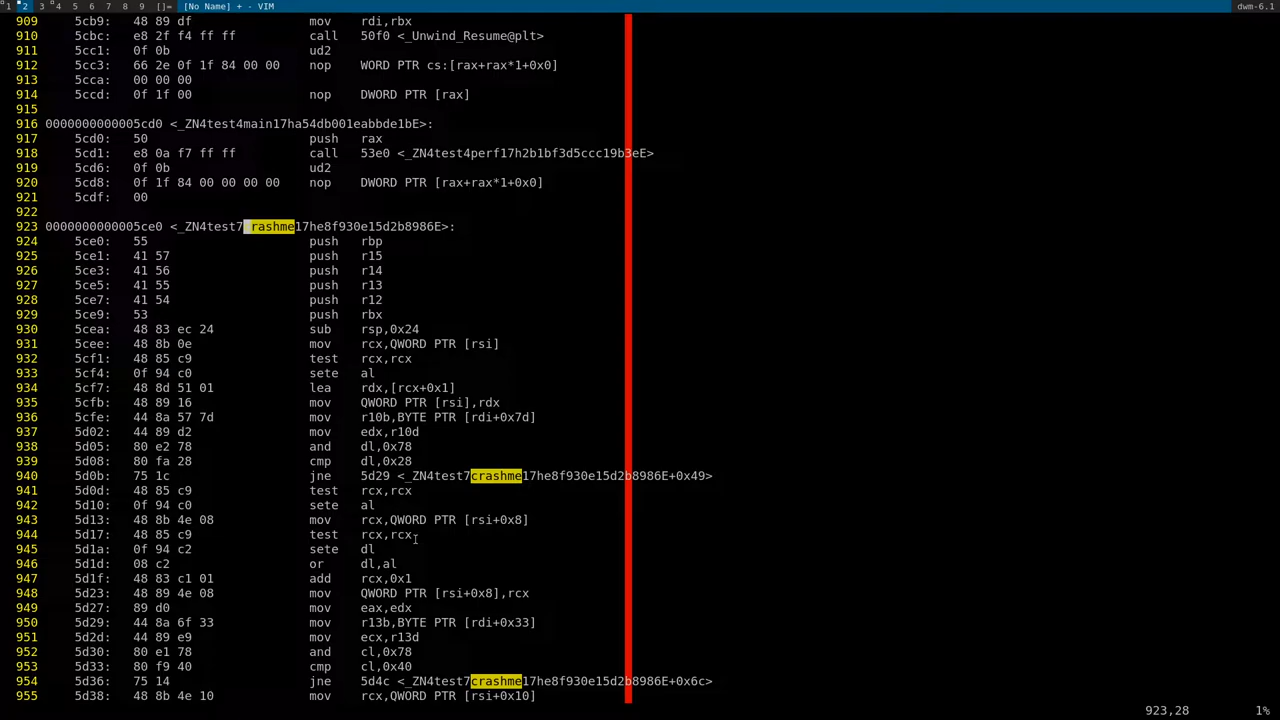 1 2 3 4 5 6 7 8 9 []= [No Name] + - VIM dwm-6.1
909 5cb9: 48 89 df mov rdi,rbx
910 5cbc: e8 2f f4 ff ff call 50f0 <_Unwind_Resume@plt>
911 5cc1: 0f 0b ud2
912 5cc3: 66 2e 0f 1f 84 00 00 nop WORD PTR cs:[rax+rax*1+0x0]
913 5cca: 00 00 00
914 5ccd: 0f 1f 00 nop DWORD PTR [rax]
915
916 0000000000005cd0 <_ZN4test4main17ha54db001eabbde1bE>:
917 5cd0: 50 push rax
918 5cd1: e8 0a f7 ff ff call 53e0 <_ZN4test4perf17h2b1bf3d5ccc19b3eE>
919 5cd6: 0f 0b ud2
920 5cd8: 0f 1f 84 00 00 00 00 nop DWORD PTR [rax+rax*1+0x0]
921 5cdf: 00
922
923 0000000000005ce0 <_ZN4test7crashme17he8f930e15d2b8986E>:
924 5ce0: 55 push rbp
925 5ce1: 41 57 push r15
926 5ce3: 41 56 push r14
927 5ce5: 41 55 push r13
928 5ce7: 41 54 push r12
929 5ce9: 53 push rbx
930 5cea: 48 83 ec 24 sub rsp,0x24
931 5cee: 48 8b 0e mov rcx,QWORD PTR [rsi]
932 5cf1: 48 85 c9 test rcx,rcx
933 5cf4: 0f 94 c0 sete al
934 5cf7: 48 8d 51 01 lea rdx,[rcx+0x1]
935 5cfb: 48 89 16 mov QWORD PTR [rsi],rdx
936 5cfe: 44 8a 57 7d mov r10b,BYTE PTR [rdi+0x7d]
937 5d02: 44 89 d2 mov edx,r10d
938 5d05: 80 e2 78 and dl,0x78
939 5d08: 80 fa 28 cmp dl,0x28
940 5d0b: 75 1c jne 5d29 <_ZN4test7crashme17he8f930e15d2b8986E+0x49>
941 5d0d: 48 85 c9 test rcx,rcx
942 5d10: 0f 94 c0 sete al
943 5d13: 48 8b 4e 08 mov rcx,QWORD PTR [rsi+0x8]
944 5d17: 48 85 c9 test rcx,rcx
945 5d1a: 0f 94 c2 sete dl
946 5d1d: 08 c2 or dl,al
947 5d1f: 48 83 c1 01 add rcx,0x1
948 5d23: 48 89 4e 08 mov QWORD PTR [rsi+0x8],rcx
949 5d27: 89 d0 mov eax,edx
950 5d29: 44 8a 6f 33 mov r13b,BYTE PTR [rdi+0x33]
951 5d2d: 44 89 e9 mov ecx,r13d
952 5d30: 80 e1 78 and cl,0x78
953 5d33: 80 f9 40 cmp cl,0x40
954 5d36: 75 14 jne 5d4c <_ZN4test7crashme17he8f930e15d2b8986E+0x6c>
955 5d38: 48 8b 4e 10 mov rcx,QWORD PTR [rsi+0x10]
923,28 1%